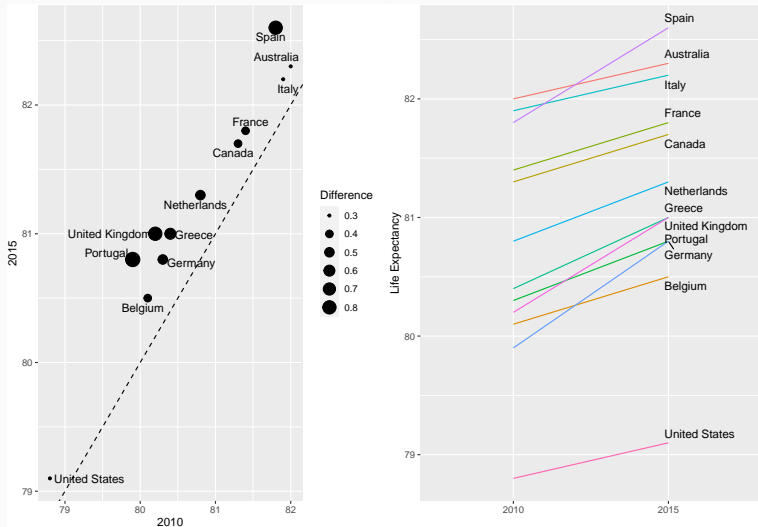 82
81
80
79
2015
79
80
81
82
2010
Spain
Australia
Italy
France
Canada
Netherlands
United Kingdom
Greece
Portugal
Germany
Belgium
United States
Difference
0.3
0.4
0.5
0.6
0.7
0.8
Life Expectancy
82
81
80
79
2010
2015
Spain
Australia
Italy
France
Canada
Netherlands
Greece
United Kingdom
Portugal
Germany
Belgium
United States